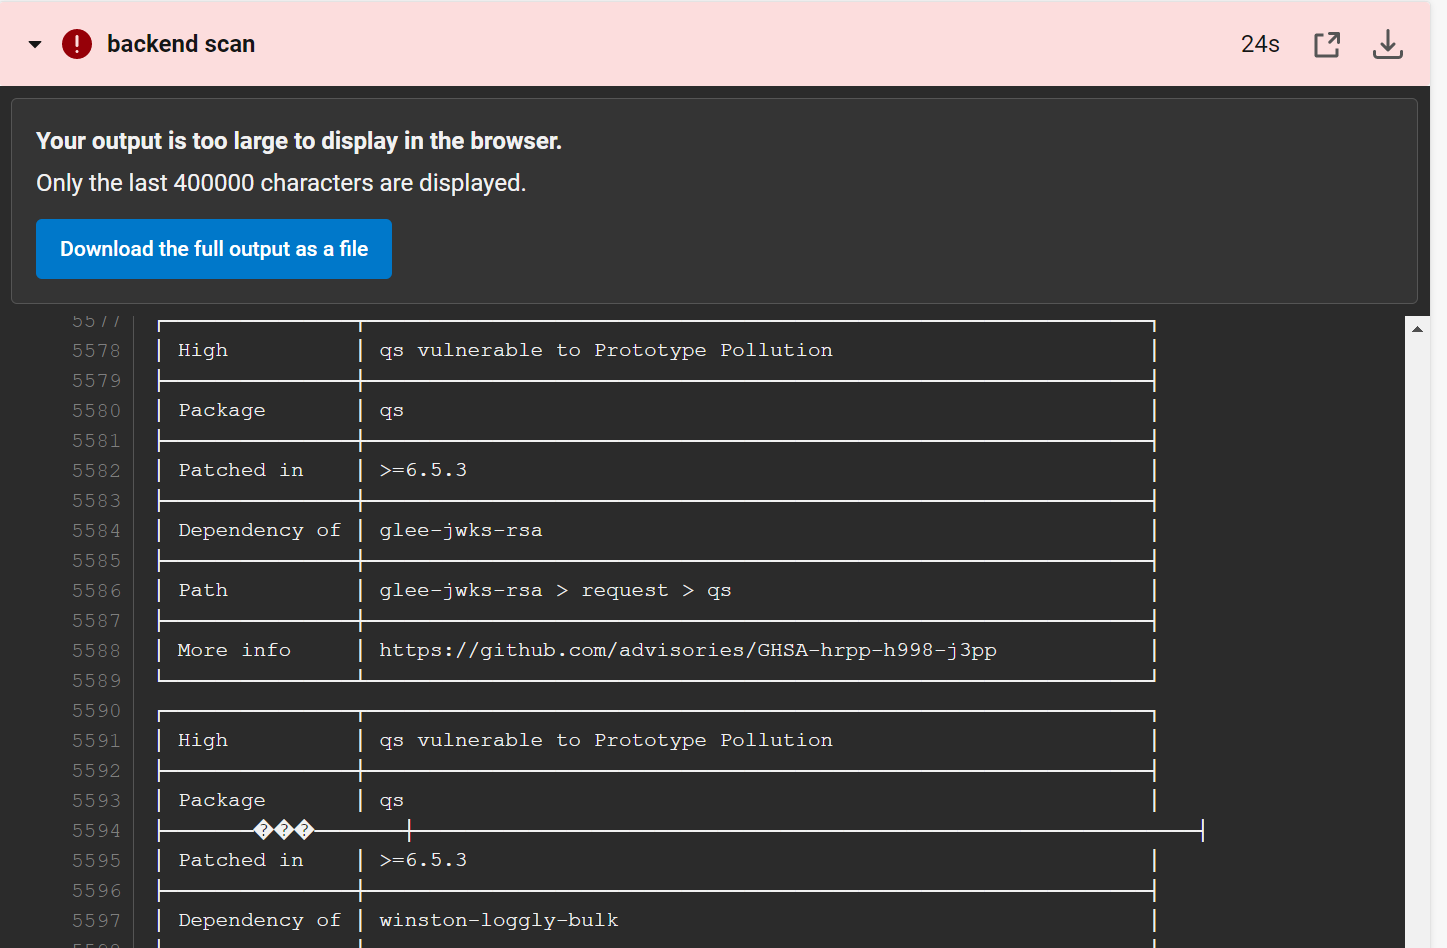 backend scan 24s
Your output is too large to display in the browser.
Only the last 400000 characters are displayed.
Download the full output as a file
5577
5578 High qs vulnerable to Prototype Pollution
5579
5580 Package qs
5581
5582 Patched in >=6.5.3
5583
5584 Dependency of glee-jwks-rsa
5585
5586 Path glee-jwks-rsa > request > qs
5587
5588 More info https://github.com/advisories/GHSA-hrpp-h998-j3pp
5589
5590
5591 High qs vulnerable to Prototype Pollution
5592
5593 Package qs
5594 ���
5595 Patched in >=6.5.3
5596
5597 Dependency of winston-loggly-bulk